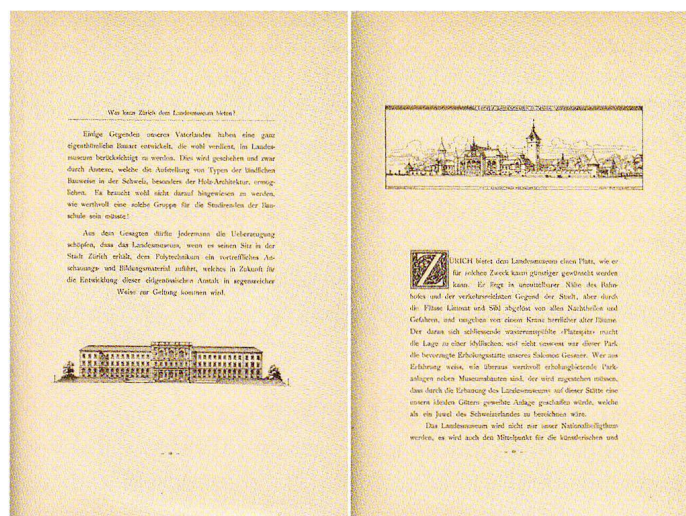 Was kann Zürich dem Landesmuseum bieten?
Einige Gegenden unseres Vaterlandes haben eine ganz
eigenthümliche Bauart entwickelt, die wohl verdient, im Landes-
museum berücksichtigt zu werden. Dies wird geschehen und zwar
durch Annexe, welche die Aufstellung von Typen der ländlichen
Bauweise in der Schweiz, besonders der Holz-Architektur, ermög-
lichen. Es braucht wohl nicht darauf hingewiesen zu werden,
wie werthvoll eine solche Gruppe für die Studirenden der Bau-
schule sein müsste!
Aus dem Gesagten dürfte Jedermann die Ueberzeugung
schöpfen, dass das Landesmuseum, wenn es seinen Sitz in der
Stadt Zürich erhält, dem Polytechnikum ein vortreffliches An-
schauungs- und Bildungsmaterial zuführt, welches in Zukunft für
die Entwicklung dieser eidgenössischen Anstalt in segensreicher
Weise zur Geltung kommen wird.
ZÜRICH bietet dem Landesmuseum einen Platz, wie er
für solchen Zweck kaum günstiger gewünscht werden
kann. Er liegt in unmittelbarer Nähe des Bahn-
hofes und der verkehrsreichsten Gegend der Stadt, aber durch
die Flüsse Limmat und Sihl abgelöst von allen Nachtheilen und
Gefahren, und umgeben von einem Kranz herrlicher alter Bäume.
Der daran sich schliessende wasserumspühlte «Platzspitz» macht
die Lage zu einer idyllischen, und nicht umsonst war dieser Park
die bevorzugte Erholungsstätte unseres Salomon Gessner. Wer aus
Erfahrung weiss, wie überaus werthvoll erholungbietende Park-
anlagen neben Museumsbauten sind, der wird zugestehen müssen,
dass durch die Erbauung des Landesmuseums auf dieser Stätte eine
unsern idealen Gütern geweihte Anlage geschaffen würde, welche
als ein Juwel des Schweizerlandes zu bezeichnen wäre.
Das Landesmuseum wird nicht nur unser Nationalheiligthum
werden, es wird auch den Mittelpunkt für die künstlerischen und